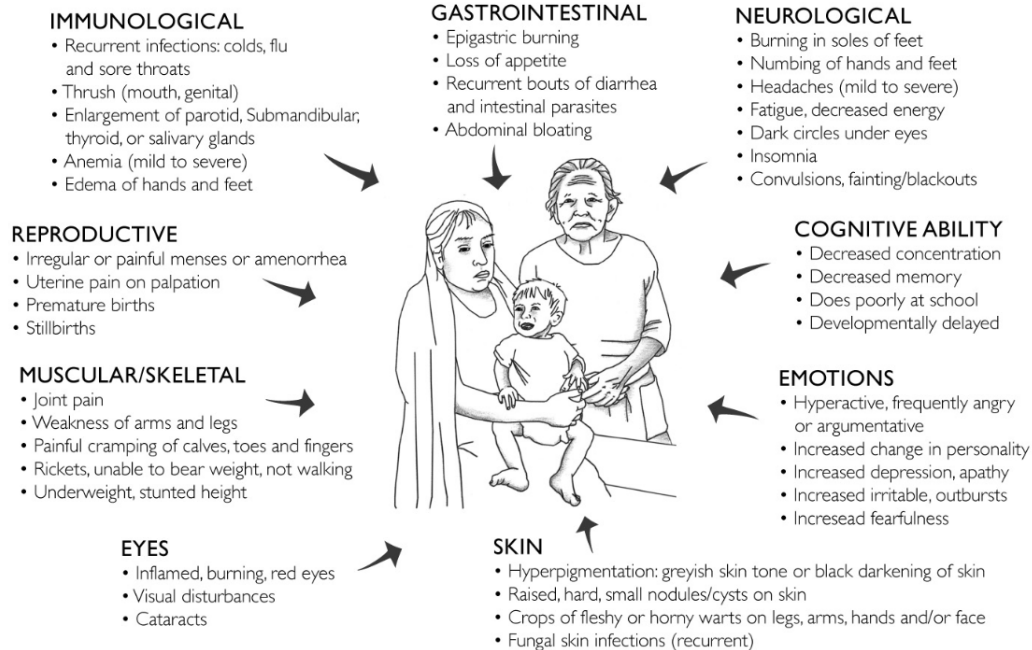 IMMUNOLOGICAL
• Recurrent infections: colds, flu
and sore throats
• Thrush (mouth, genital)
• Enlargement of parotid, Submandibular,
thyroid, or salivary glands
• Anemia (mild to severe)
• Edema of hands and feet
GASTROINTESTINAL
• Epigastric burning
• Loss of appetite
• Recurrent bouts of diarrhea
and intestinal parasites
• Abdominal bloating
NEUROLOGICAL
• Burning in soles of feet
• Numbing of hands and feet
• Headaches (mild to severe)
• Fatigue, decreased energy
• Dark circles under eyes
• Insomnia
• Convulsions, fainting/blackouts
REPRODUCTIVE
• Irregular or painful menses or amenorrhea
• Uterine pain on palpation
• Premature births
• Stillbirths
COGNITIVE ABILITY
• Decreased concentration
• Decreased memory
• Does poorly at school
• Developmentally delayed
MUSCULAR/SKELETAL
• Joint pain
• Weakness of arms and legs
• Painful cramping of calves, toes and fingers
• Rickets, unable to bear weight, not walking
• Underweight, stunted height
EMOTIONS
• Hyperactive, frequently angry
or argumentative
• Increased change in personality
• Increased depression, apathy
• Increased irritable, outbursts
• Incresead fearfulness
EYES
• Inflamed, burning, red eyes
• Visual disturbances
• Cataracts
SKIN
• Hyperpigmentation: greyish skin tone or black darkening of skin
• Raised, hard, small nodules/cysts on skin
• Crops of fleshy or horny warts on legs, arms, hands and/or face
• Fungal skin infections (recurrent)